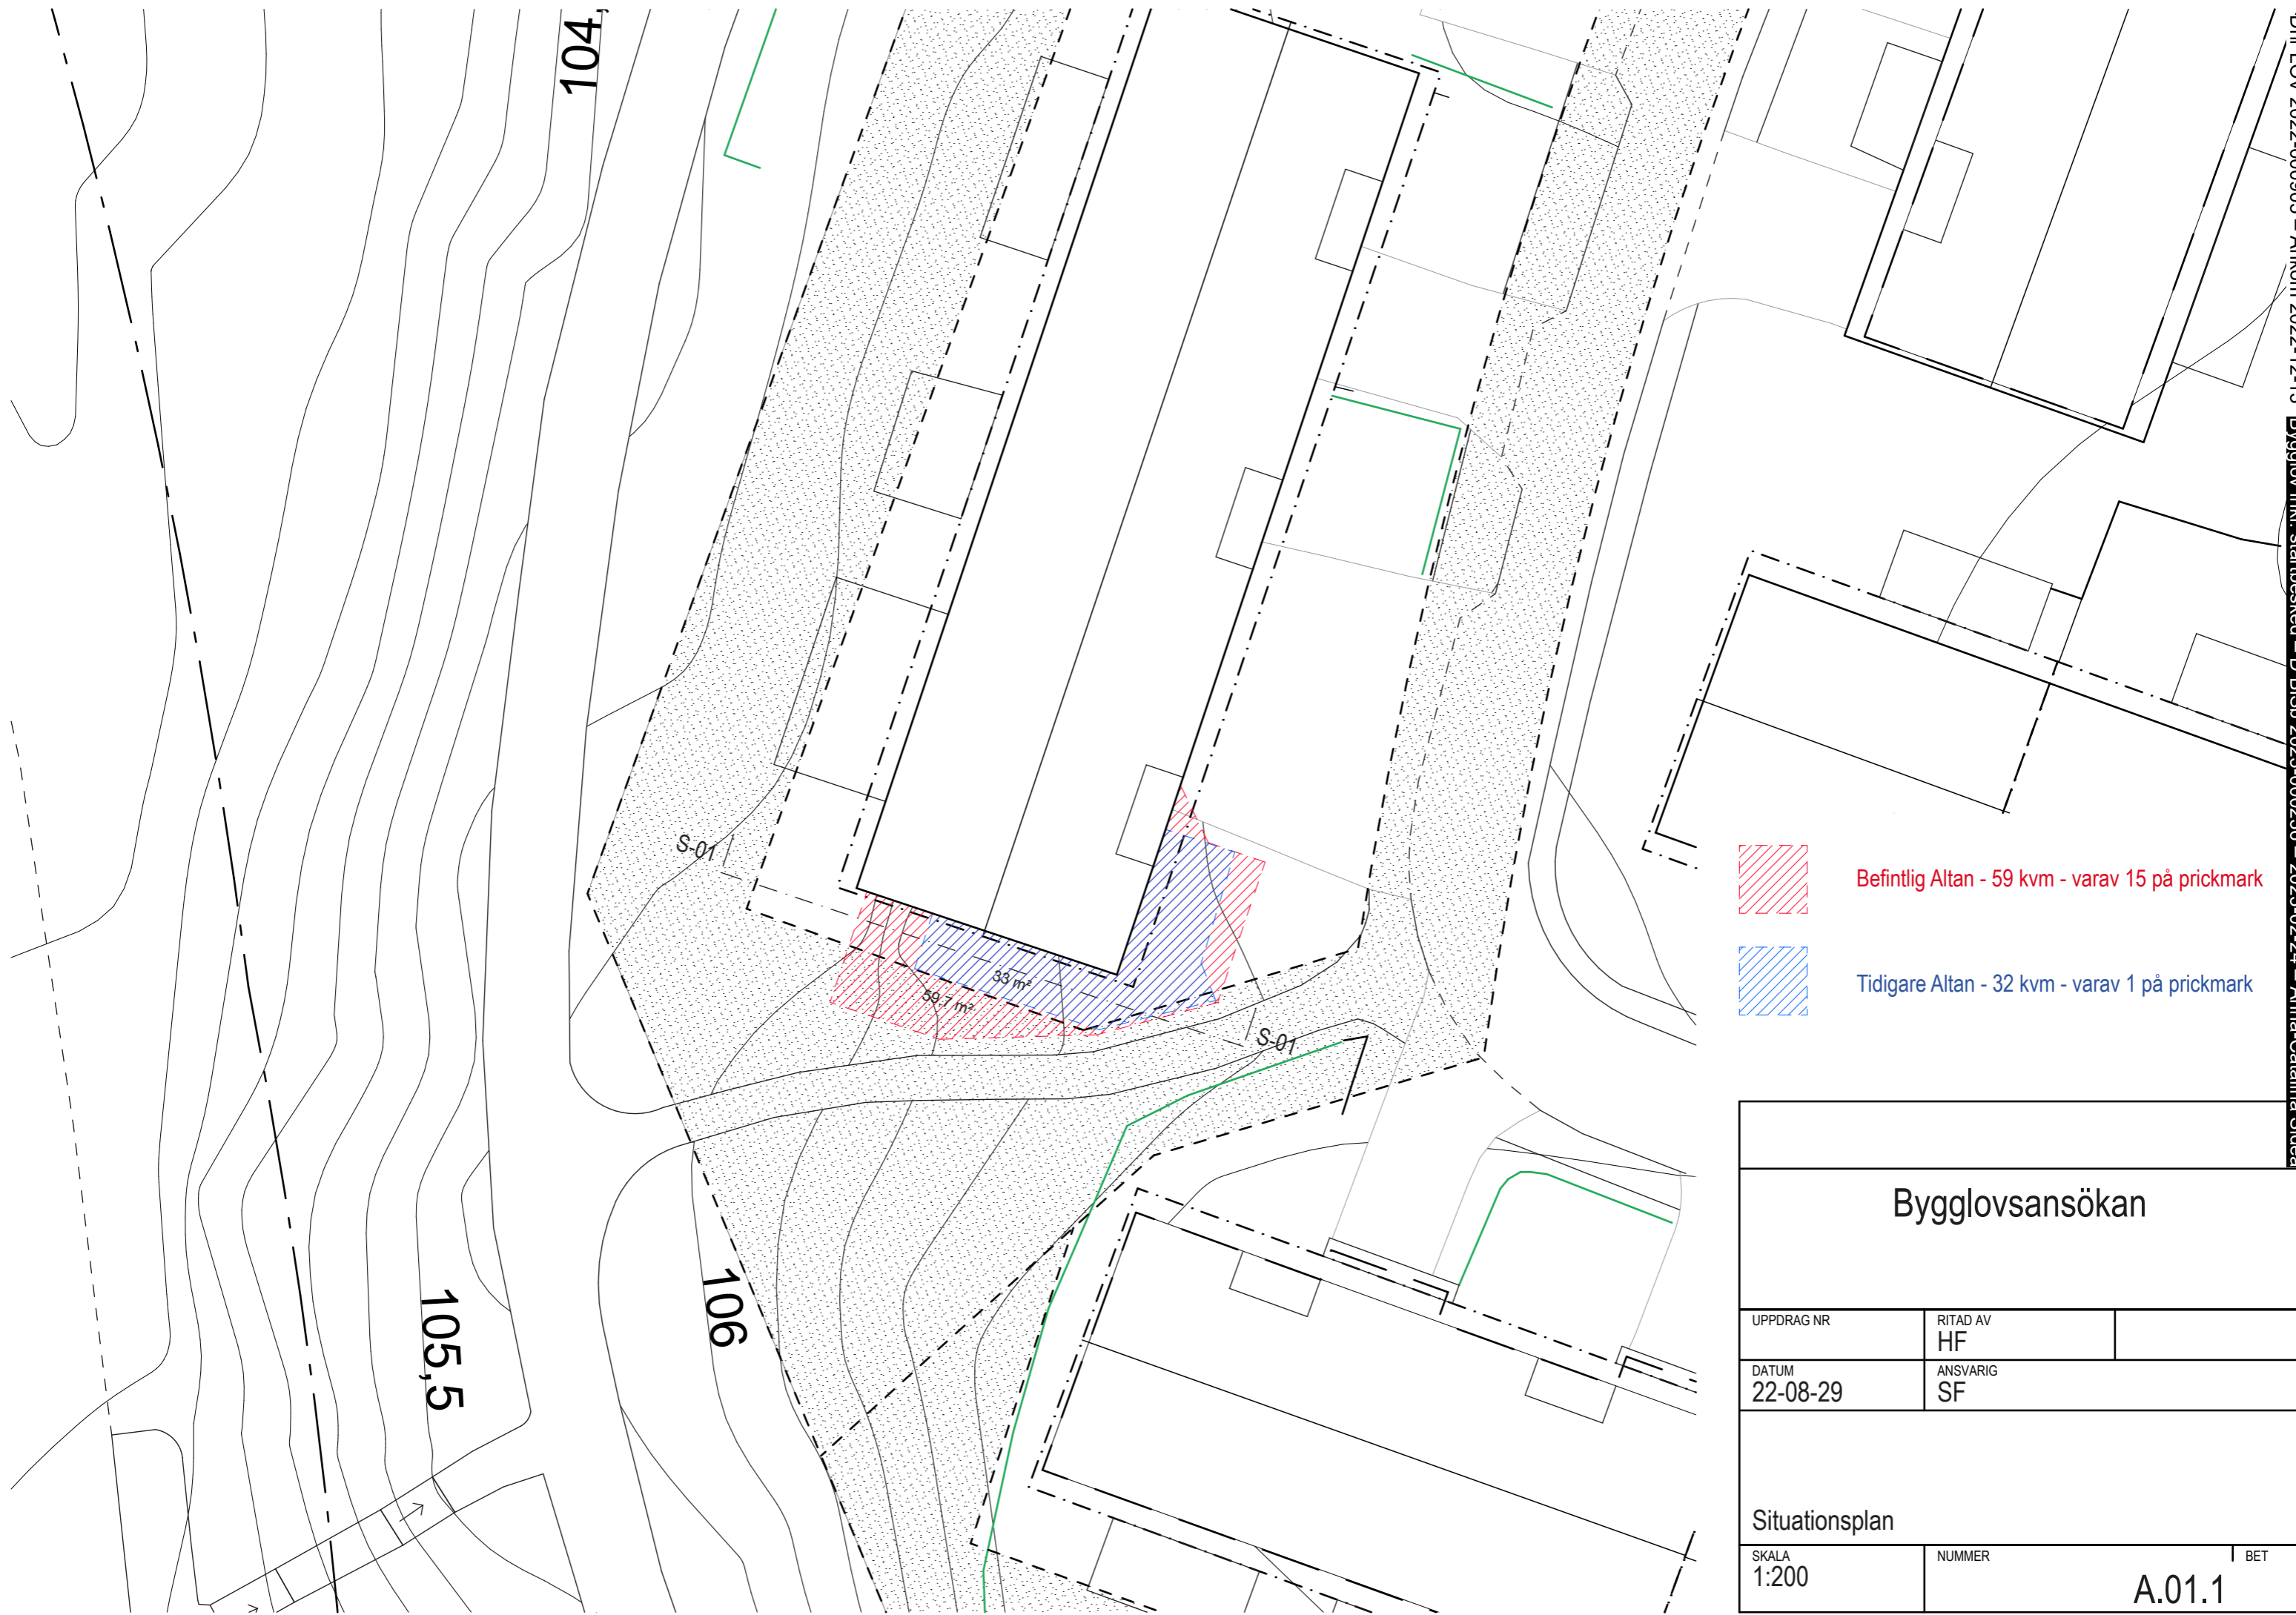 104,
S-01
33 m²
59,7 m²
S-01
106
105,5
Befintlig Altan - 59 kvm - varav 15 på prickmark
Tidigare Altan - 32 kvm - varav 1 på prickmark
Bygglovsansökan
UPPDRAG NR
RITAD AV
HF
DATUM
22-08-29
ANSVARIG
SF
Situationsplan
SKALA
1:200
NUMMER
BET
A.01.1